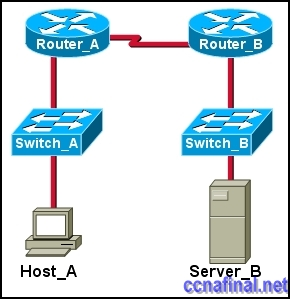 Router_A
Router_B
Switch_A
Switch_B
Host_A
Server_B
ccnafinal.net